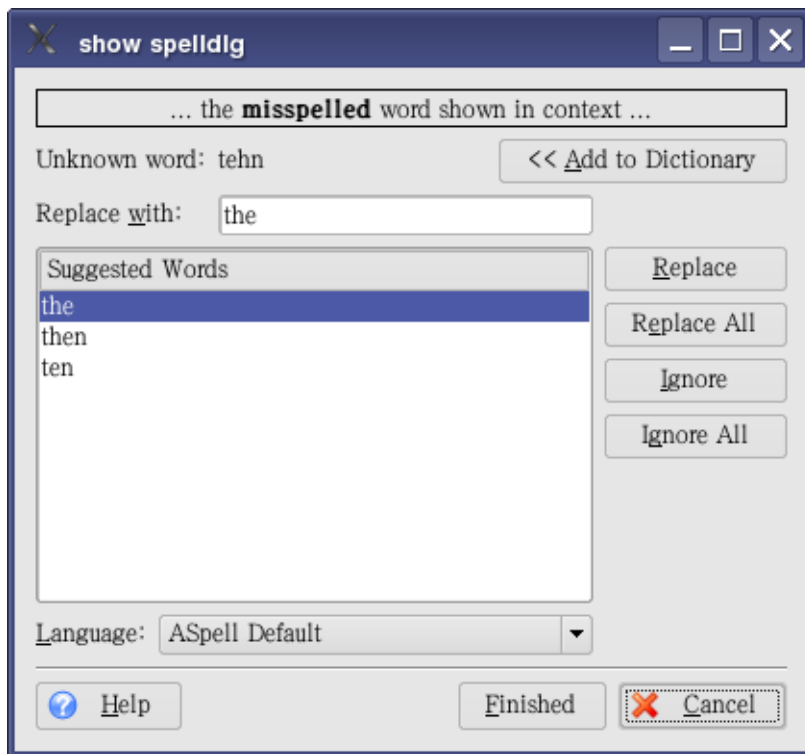 show spelldlg
... the misspelled word shown in context ...
Unknown word: tehn
<< Add to Dictionary
Replace with: the
Suggested Words
the
then
ten
Replace
Replace All
Ignore
Ignore All
Language: ASpell Default
Help
Finished
Cancel